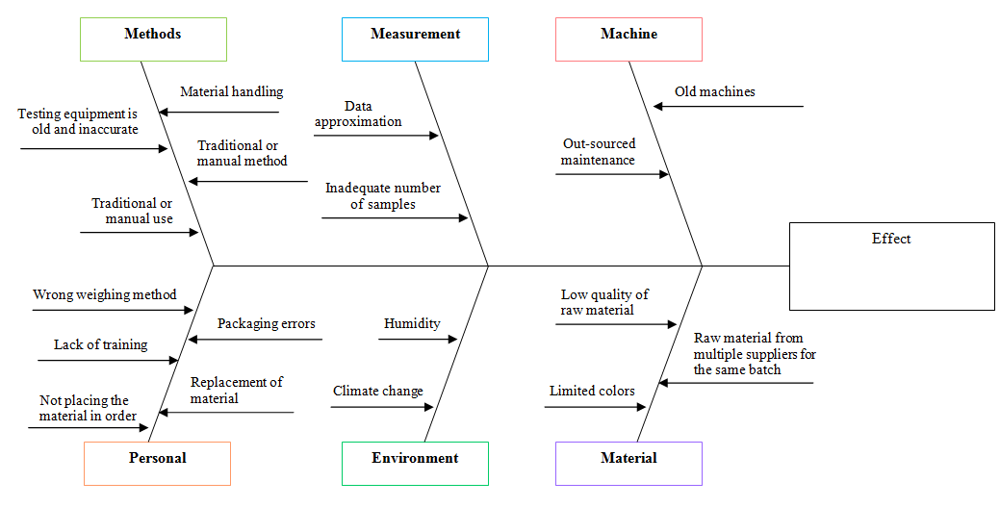 Methods
Measurement
Machine
Material handling
Testing equipment is
old and inaccurate
Traditional or
manual method
Traditional or
manual use
Data
approximation
Inadequate number
of samples
Old machines
Out-sourced
maintenance
Effect
Wrong weighing method
Packaging errors
Lack of training
Replacement of
material
Not placing the
material in order
Humidity
Climate change
Low quality of
raw material
Raw material from
multiple suppliers for
the same batch
Limited colors
Personal
Environment
Material